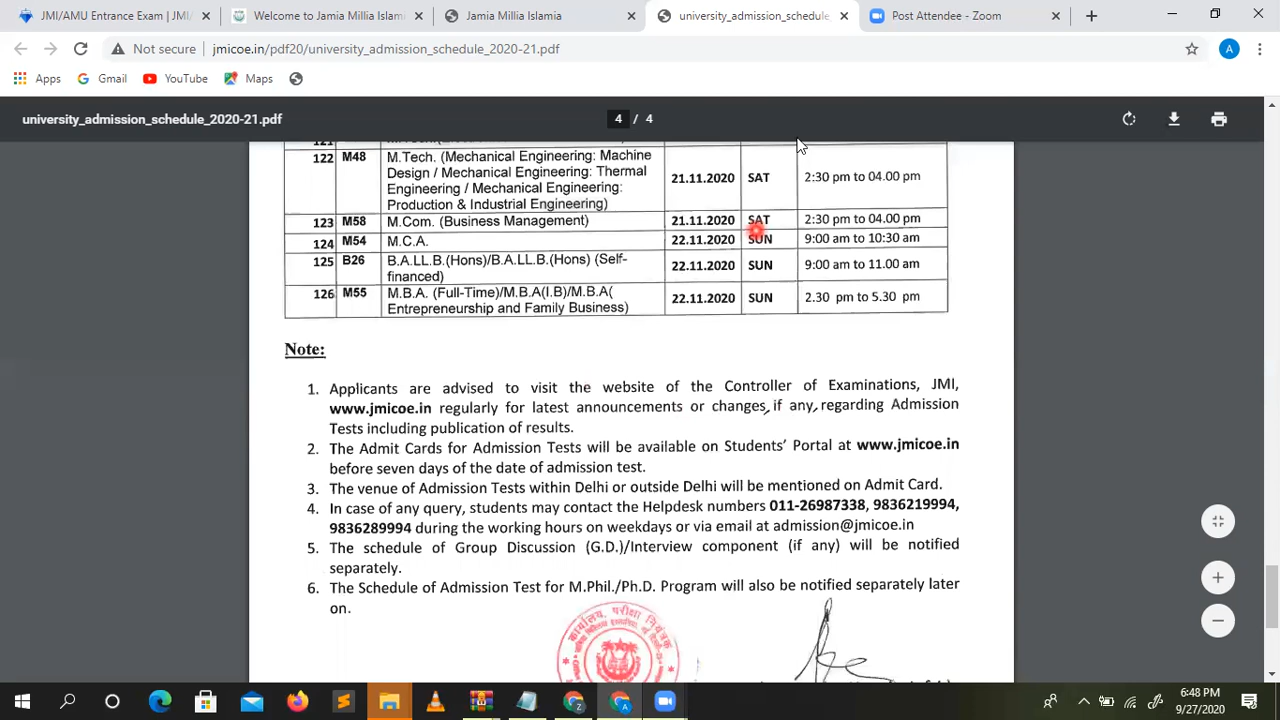 JMI/AMU Entrance Exam | JMI/
Welcome to Jamia Millia Islami
Jamia Millia Islamia
university_admission_schedule_
Post Attendee - Zoom
Not secure
jmicoe.in/pdf20/university_admission_schedule_2020-21.pdf
A
Apps
Gmail
YouTube
Maps
university_admission_schedule_2020-21.pdf
4 / 4
121
122 M48 M.Tech. (Mechanical Engineering: Machine
Design / Mechanical Engineering: Thermal
Engineering / Mechanical Engineering:
Production & Industrial Engineering) 21.11.2020 SAT 2:30 pm to 04.00 pm
123 M58 M.Com. (Business Management) 21.11.2020 SAT 2:30 pm to 04.00 pm
124 M54 M.C.A. 22.11.2020 SUN 9:00 am to 10:30 am
125 B26 B.A.LL.B.(Hons)/B.A.LL.B.(Hons) (Self-
financed) 22.11.2020 SUN 9:00 am to 11.00 am
126 M55 M.B.A. (Full-Time)/M.B.A(I.B)/M.B.A(
Entrepreneurship and Family Business) 22.11.2020 SUN 2.30 pm to 5.30 pm
Note:
1. Applicants are advised to visit the website of the Controller of Examinations, JMI,
www.jmicoe.in regularly for latest announcements or changes, if any, regarding Admission
Tests including publication of results.
2. The Admit Cards for Admission Tests will be available on Students' Portal at www.jmicoe.in
before seven days of the date of admission test.
3. The venue of Admission Tests within Delhi or outside Delhi will be mentioned on Admit Card.
4. In case of any query, students may contact the Helpdesk numbers 011-26987338, 9836219994,
9836289994 during the working hours on weekdays or via email at admission@jmicoe.in
5. The schedule of Group Discussion (G.D.)/Interview component (if any) will be notified
separately.
6. The Schedule of Admission Test for M.Phil./Ph.D. Program will also be notified separately later
on.
कार्यालय, परीक्षा नियंत्रक
6:48 PM
9/27/2020